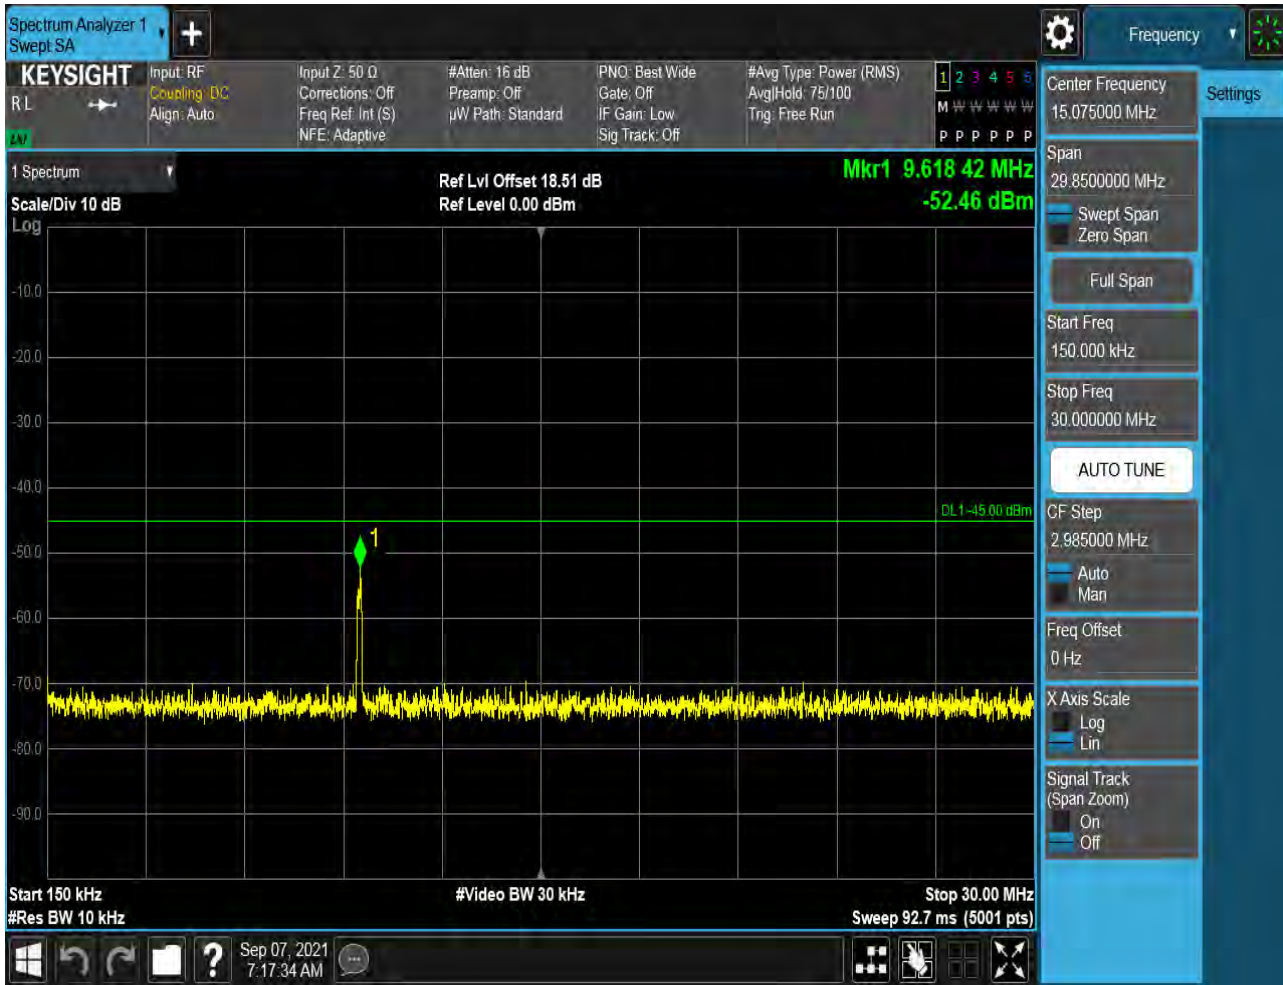 Spectrum Analyzer 1
Swept SA
Frequency
KEYSIGHT
R L
LXI
Input: RF
Coupling: DC
Align: Auto
Input Z: 50 Ω
Corrections: Off
Freq Ref: Int (S)
NFE: Adaptive
#Atten: 16 dB
Preamp: Off
µW Path: Standard
PNO: Best Wide
Gate: Off
IF Gain: Low
Sig Track: Off
#Avg Type: Power (RMS)
Avg|Hold: 75/100
Trig: Free Run
1 2 3 4 5 6
M W W W W W
P P P P P P
1 Spectrum
Scale/Div 10 dB
Log
Ref Lvl Offset 18.51 dB
Ref Level 0.00 dBm
Mkr1 9.618 42 MHz
-52.46 dBm
-10.0
-20.0
-30.0
-40.0
DL1 -45.00 dBm
1
-50.0
-60.0
-70.0
-80.0
-90.0
Start 150 kHz
#Res BW 10 kHz
#Video BW 30 kHz
Stop 30.00 MHz
Sweep 92.7 ms (5001 pts)
?
Sep 07, 2021
7:17:34 AM
Center Frequency
15.075000 MHz
Settings
Span
29.8500000 MHz
Swept Span
Zero Span
Full Span
Start Freq
150.000 kHz
Stop Freq
30.000000 MHz
AUTO TUNE
CF Step
2.985000 MHz
Auto
Man
Freq Offset
0 Hz
X Axis Scale
Log
Lin
Signal Track
(Span Zoom)
On
Off